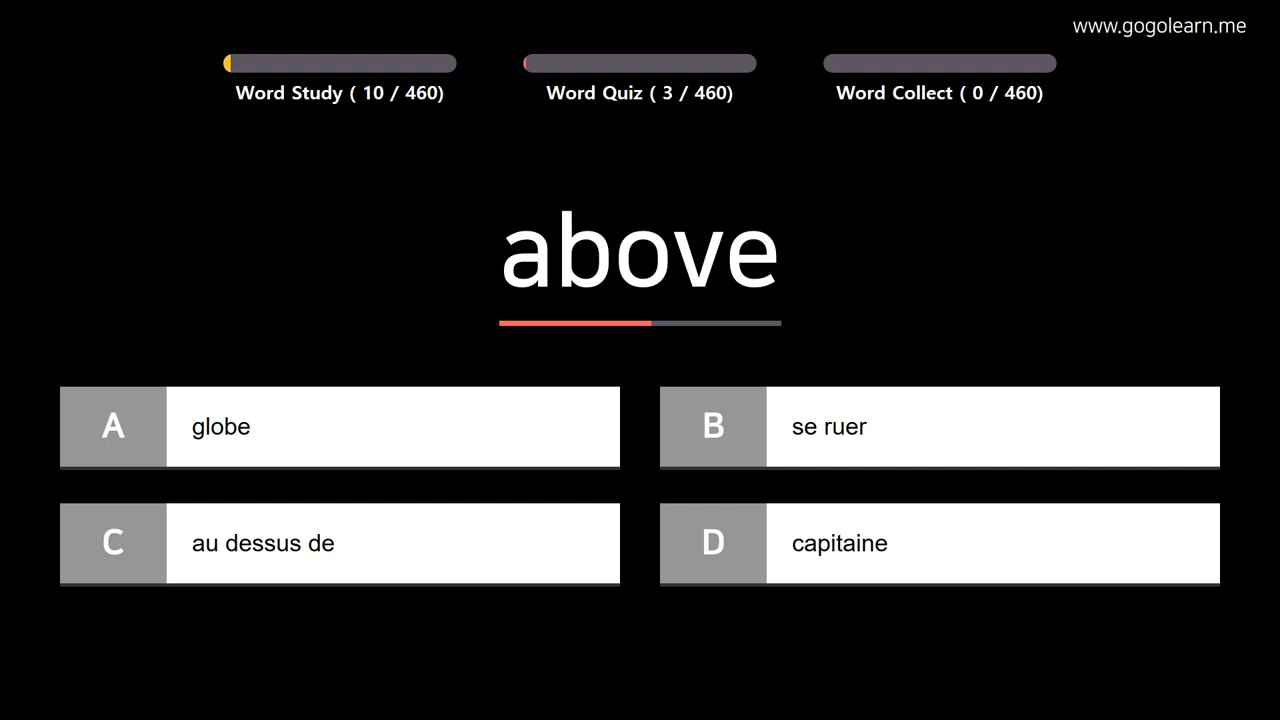 www.gogolearn.me
Word Study ( 10 / 460)
Word Quiz ( 3 / 460)
Word Collect ( 0 / 460)
above
A globe
B se ruer
C au dessus de
D capitaine